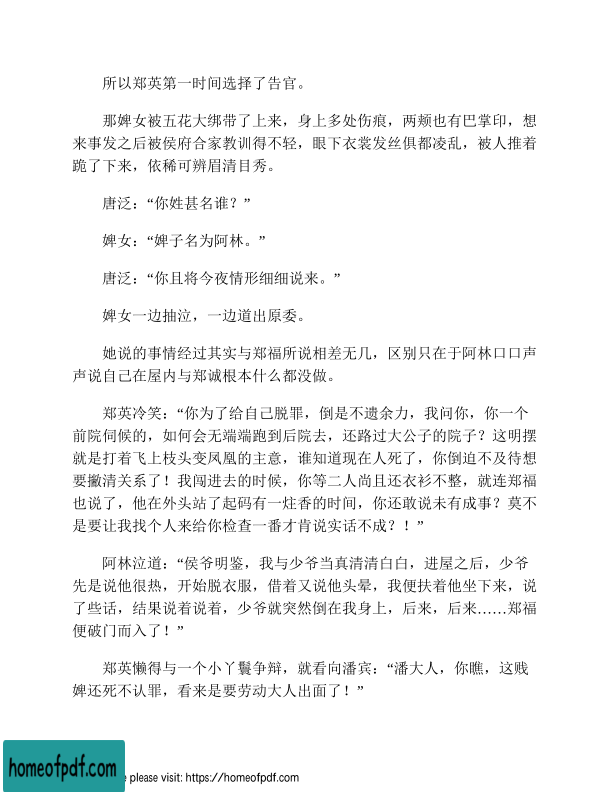 所以郑英第一时间选择了告官。
那婢女被五花大绑带了上来，身上多处伤痕，两颊也有巴掌印，想
来事发之后被侯府合家教训得不轻，眼下衣裳发丝俱都凌乱，被人推着
跪了下来，依稀可辨眉清目秀。
唐泛：“你姓甚名谁？”
婢女：“婢子名为阿林。”
唐泛：“你且将今夜情形细细说来。”
婢女一边抽泣，一边道出原委。
她说的事情经过其实与郑福所说相差无几，区别只在于阿林口口声
声说自己在屋内与郑诚根本什么都没做。
郑英冷笑：“你为了给自己脱罪，倒是不遗余力，我问你，你一个
前院伺候的，如何会无端端跑到后院去，还路过大公子的院子？这明摆
就是打着飞上枝头变凤凰的主意，谁知道现在人死了，你倒迫不及待想
要撇清关系了！我闯进去的时候，你等二人尚且还衣衫不整，就连郑福
也说了，他在外头站了起码有一炷香的时间，你还敢说未有成事？莫不
是要让我找个人来给你检查一番才肯说实话不成？！”
阿林泣道：“侯爷明鉴，我与少爷当真清清白白，进屋之后，少爷
先是说他很热，开始脱衣服，借着又说他头晕，我便扶着他坐下来，说
了些话，结果说着说着，少爷就突然倒在我身上，后来，后来……郑福
便破门而入了！”
郑英懒得与一个小丫鬟争辩，就看向潘宾：“潘大人，你瞧，这贱
婢还死不认罪，看来是要劳动大人出面了！”
homeofpdf.com
e please visit: https://homeofpdf.com